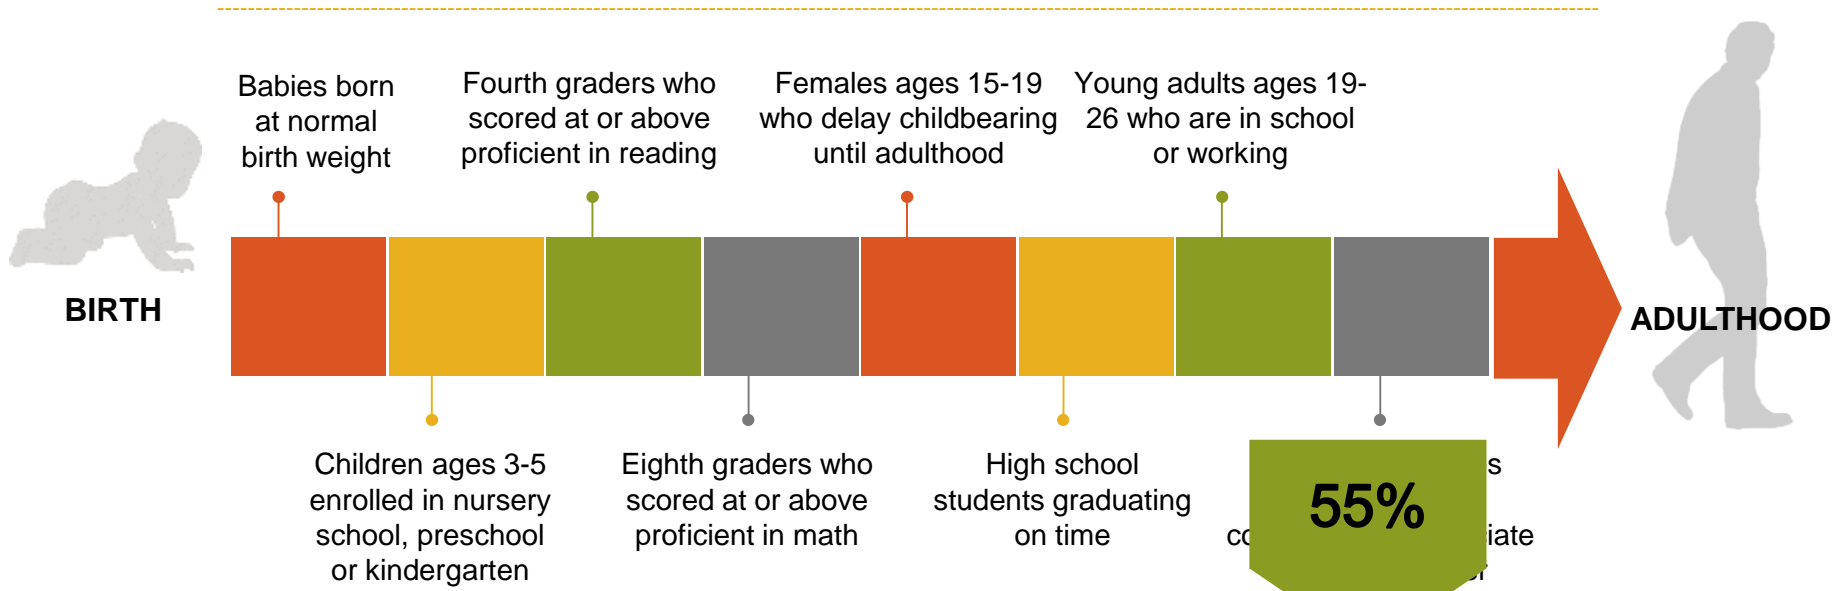 Babies born
at normal
birth weight
Fourth graders who
scored at or above
proficient in reading
Females ages 15-19
who delay childbearing
until adulthood
Young adults ages 19-
26 who are in school
or working
BIRTH
ADULTHOOD
Children ages 3-5
enrolled in nursery
school, preschool
or kindergarten
Eighth graders who
scored at or above
proficient in math
High school
students graduating
on time
55%